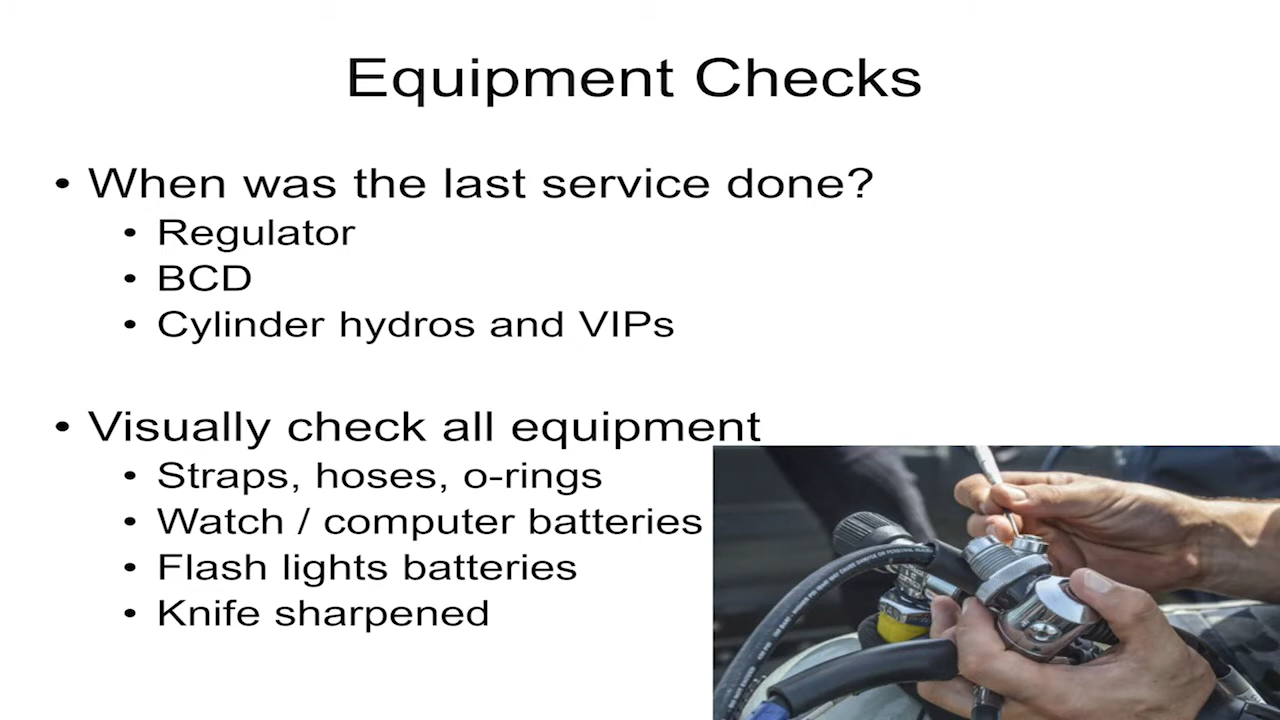 Equipment Checks
• When was the last service done?
• Regulator
• BCD
• Cylinder hydros and VIPs
• Visually check all equipment
• Straps, hoses, o-rings
• Watch / computer batteries
• Flash lights batteries
• Knife sharpened